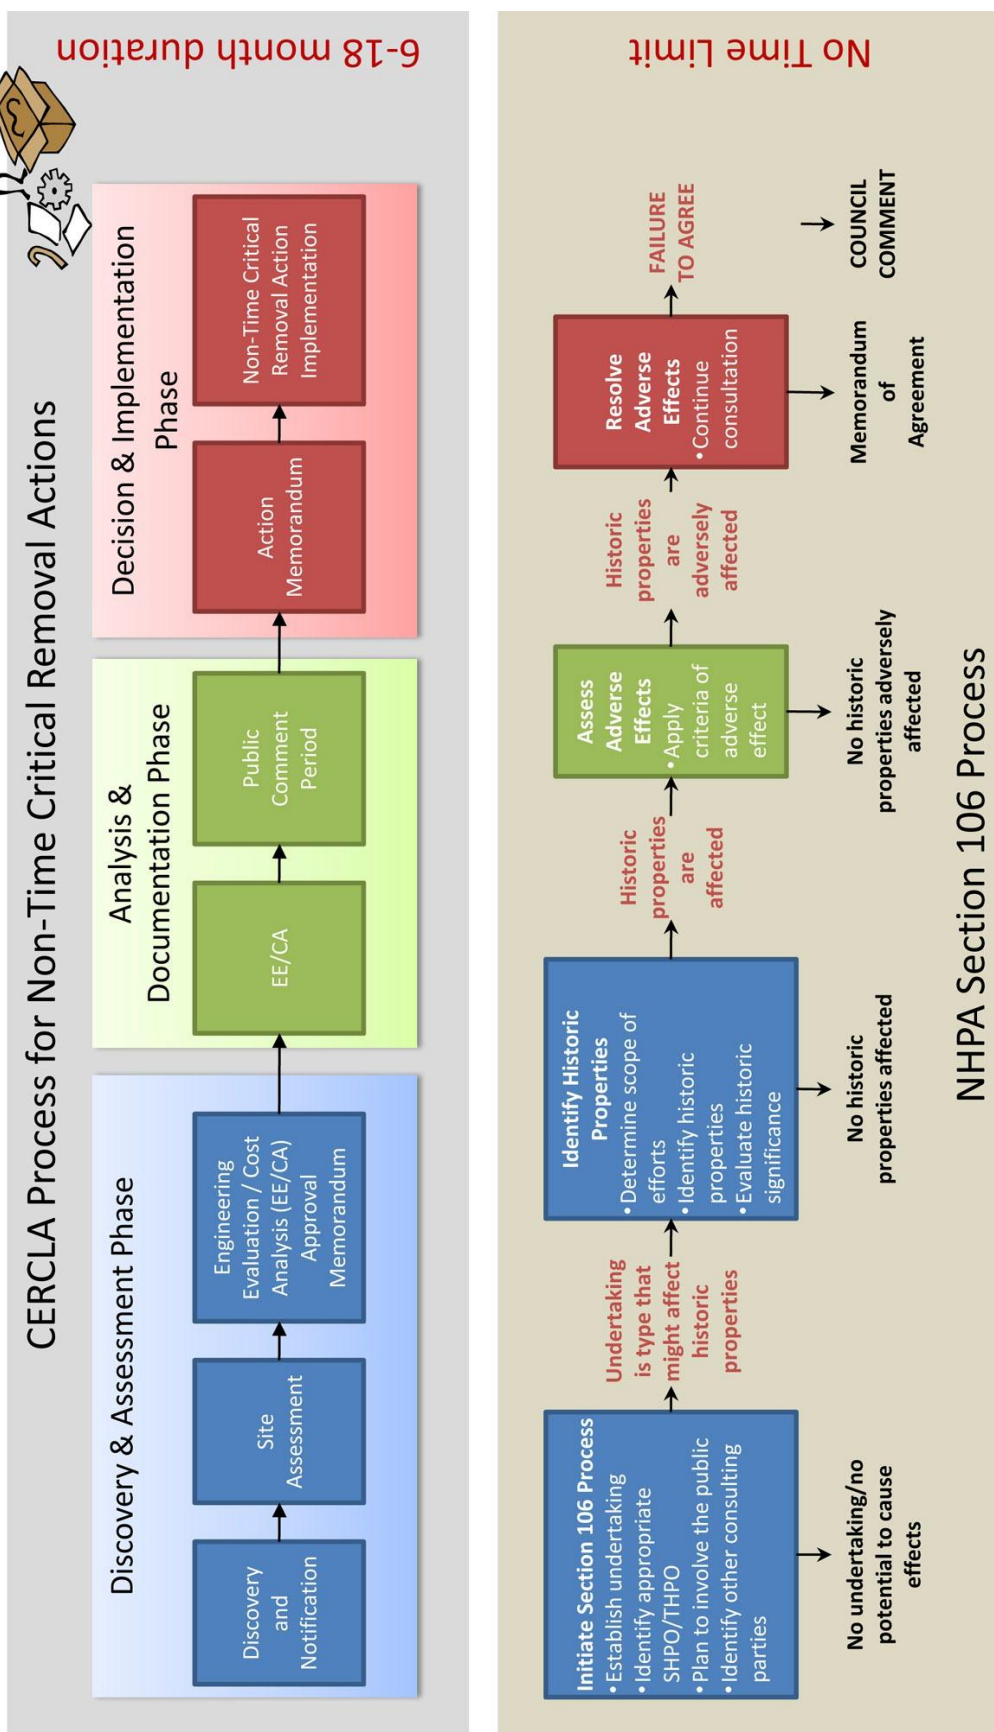 CERCLA Process for Non-Time Critical Removal Actions
6-18 month duration
Discovery & Assessment Phase
Discovery
and
Notification
Site
Assessment
Engineering
Evaluation / Cost
Analysis (EE/CA)
Approval
Memorandum
Analysis &
Documentation Phase
EE/CA
Public
Comment
Period
Decision & Implementation
Phase
Action
Memorandum
Non-Time Critical
Removal Action
Implementation
No Time Limit
Initiate Section 106 Process
• Establish undertaking
• Identify appropriate
SHPO/THPO
• Plan to involve the public
• Identify other consulting
parties
No undertaking/no
potential to cause
effects
Undertaking
is type that
might affect
historic
properties
Identify Historic
Properties
• Determine scope of
efforts
• Identify historic
properties
• Evaluate historic
significance
No historic
properties affected
Historic
properties
are
affected
Assess
Adverse
Effects
• Apply
criteria of
adverse
effect
No historic
properties adversely
affected
Historic
properties
are
adversely
affected
Resolve
Adverse
Effects
• Continue
consultation
Memorandum
of
Agreement
FAILURE
TO AGREE
COUNCIL
COMMENT
NHPA Section 106 Process